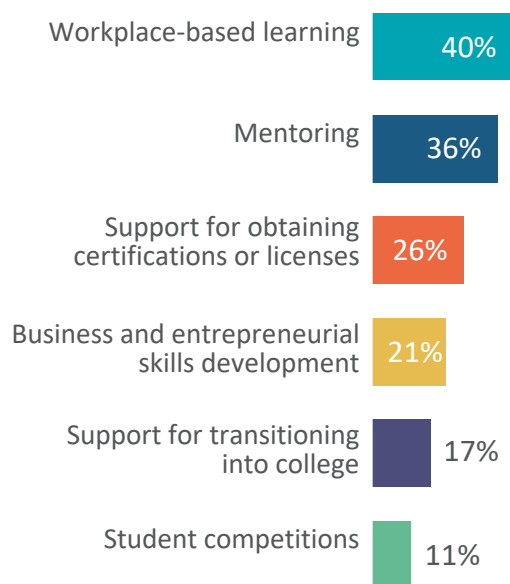 Workplace-based learning
40%
Mentoring
36%
Support for obtaining
certifications or licenses
26%
Business and entrepreneurial
skills development
21%
Support for transitioning
into college
17%
Student competitions
11%